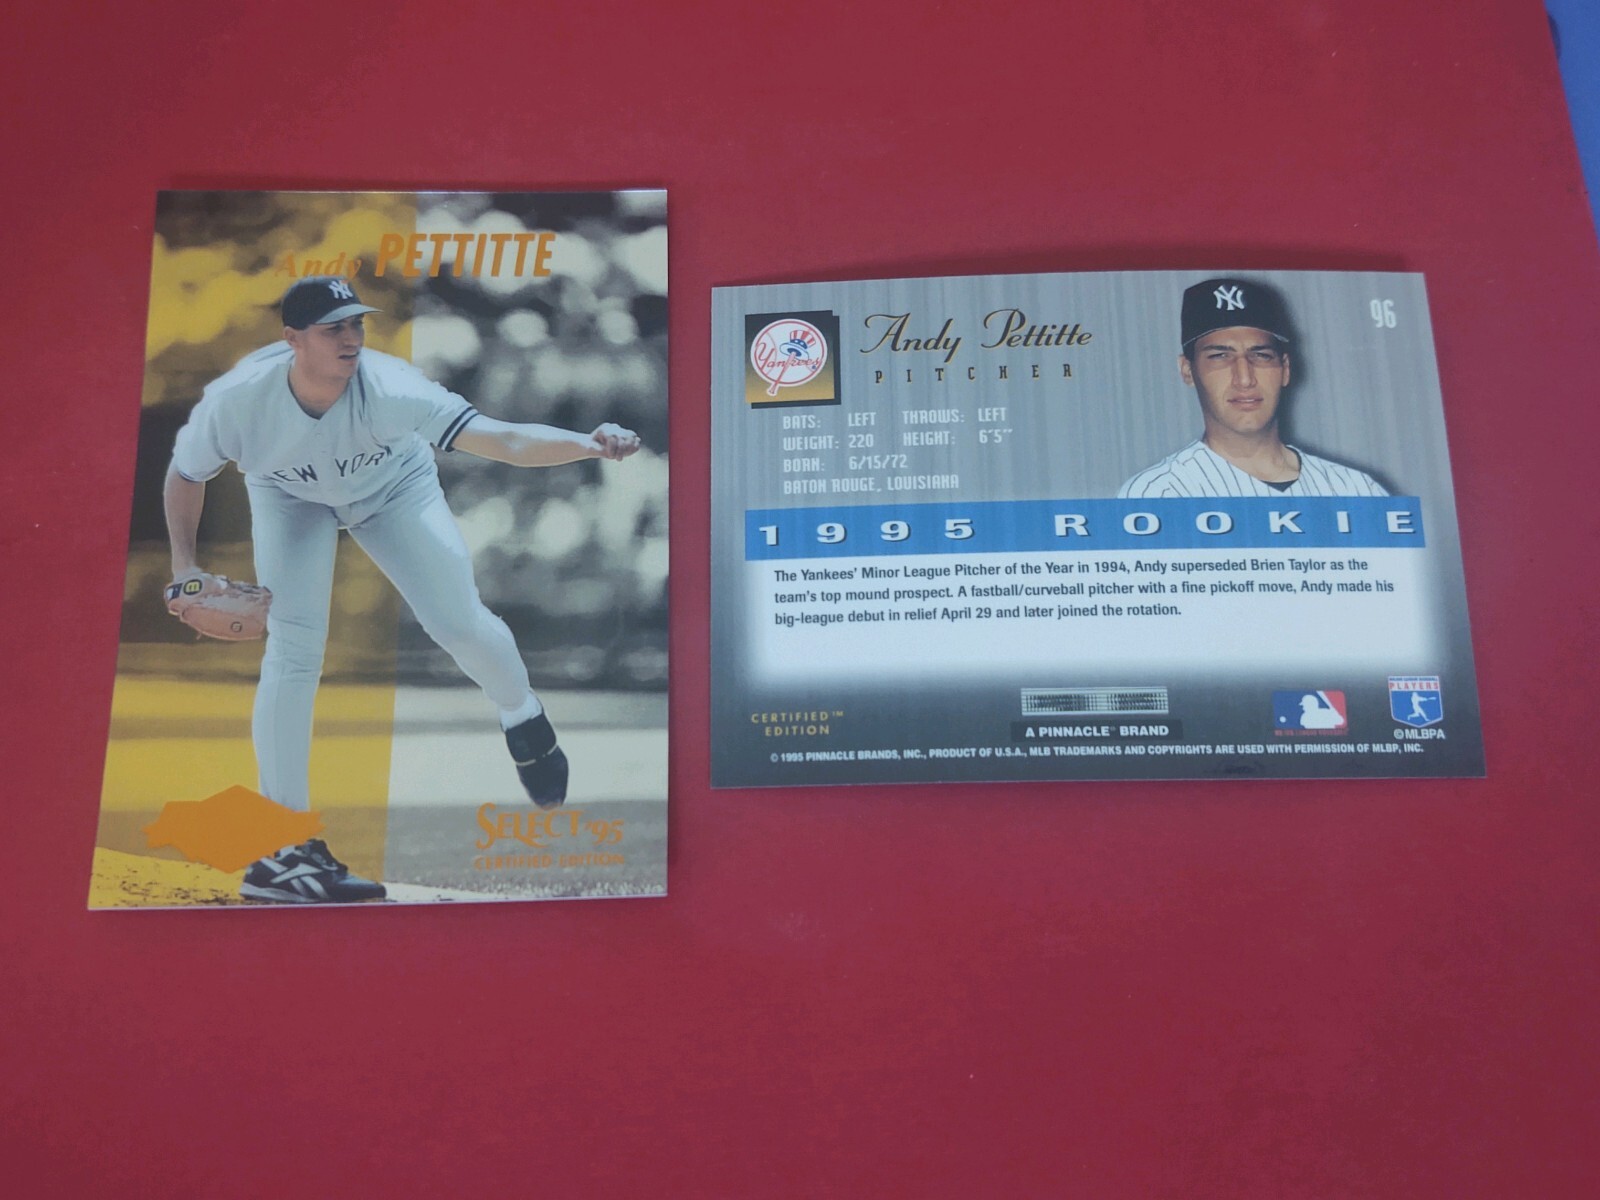 Andy PETTITTE
NY
NEW YORK
SELECT '95
CERTIFIED EDITION
96
NY
Yankees
Andy Pettitte
PITCHER
BATS: LEFT THROWS: LEFT
WEIGHT: 220 HEIGHT: 6'5"
BORN: 6/15/72
BATON ROUGE, LOUISIANA
1995 ROOKIE
The Yankees' Minor League Pitcher of the Year in 1994, Andy superseded Brien Taylor as the
team's top mound prospect. A fastball/curveball pitcher with a fine pickoff move, Andy made his
big-league debut in relief April 29 and later joined the rotation.
CERTIFIED™
EDITION
A PINNACLE® BRAND
PLAYERS
©MLBPA
© 1995 PINNACLE BRANDS, INC., PRODUCT OF U.S.A., MLB TRADEMARKS AND COPYRIGHTS ARE USED WITH PERMISSION OF MLBP, INC.